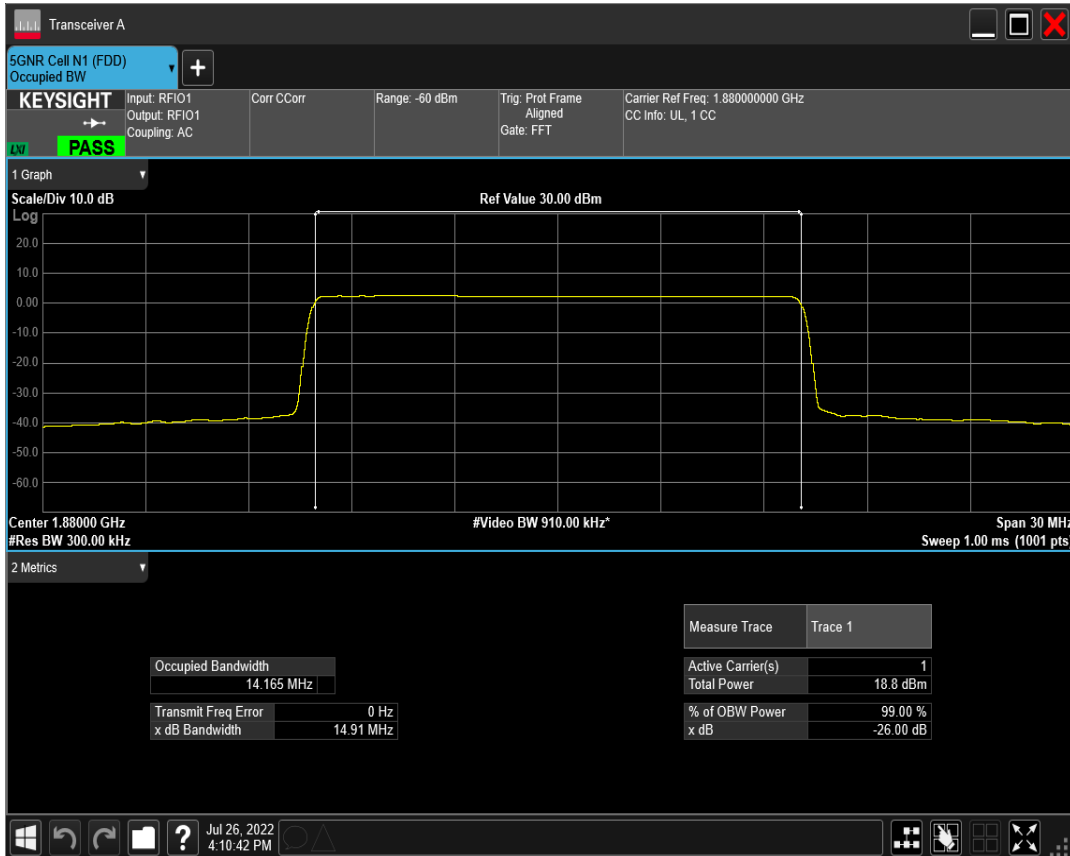 Transceiver A
5GNR Cell N1 (FDD)
Occupied BW
+
KEYSIGHT
LXI
PASS
Input: RFIO1
Output: RFIO1
Coupling: AC
Corr CCorr
Range: -60 dBm
Trig: Prot Frame
Aligned
Gate: FFT
Carrier Ref Freq: 1.880000000 GHz
CC Info: UL, 1 CC
1 Graph
Scale/Div 10.0 dB Ref Value 30.00 dBm
Log
20.0
10.0
0.00
-10.0
-20.0
-30.0
-40.0
-50.0
-60.0
Center 1.88000 GHz #Video BW 910.00 kHz* Span 30 MHz
#Res BW 300.00 kHz Sweep 1.00 ms (1001 pts)
2 Metrics
Measure Trace Trace 1
Occupied Bandwidth
14.165 MHz
Transmit Freq Error 0 Hz
x dB Bandwidth 14.91 MHz
Active Carrier(s) 1
Total Power 18.8 dBm
% of OBW Power 99.00 %
x dB -26.00 dB
?
Jul 26, 2022
4:10:42 PM